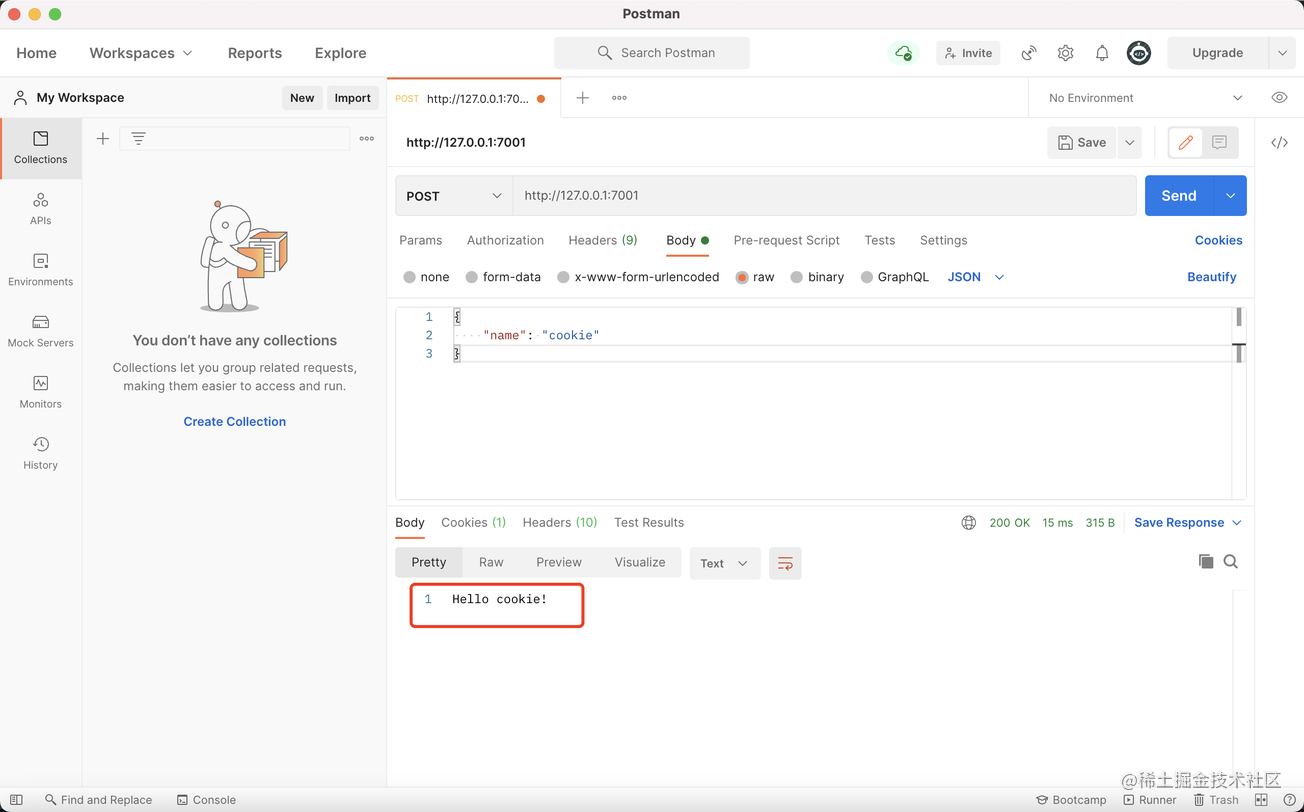 Postman
Home Workspaces Reports Explore Search Postman Invite Upgrade
My Workspace New Import POST http://127.0.0.1:70... No Environment
http://127.0.0.1:7001 Save
Collections
POST http://127.0.0.1:7001 Send
APIs
Params Authorization Headers (9) Body Pre-request Script Tests Settings Cookies
Environments
none form-data x-www-form-urlencoded raw binary GraphQL JSON Beautify
1 {
2 "name": "cookie"
3 }
Mock Servers
You don't have any collections
Collections let you group related requests,
making them easier to access and run.
Monitors
Create Collection
History
Body Cookies (1) Headers (10) Test Results 200 OK 15 ms 315 B Save Response
Pretty Raw Preview Visualize Text
1 Hello cookie!
@稀土掘金技术社区
Find and Replace Console Bootcamp Runner Trash